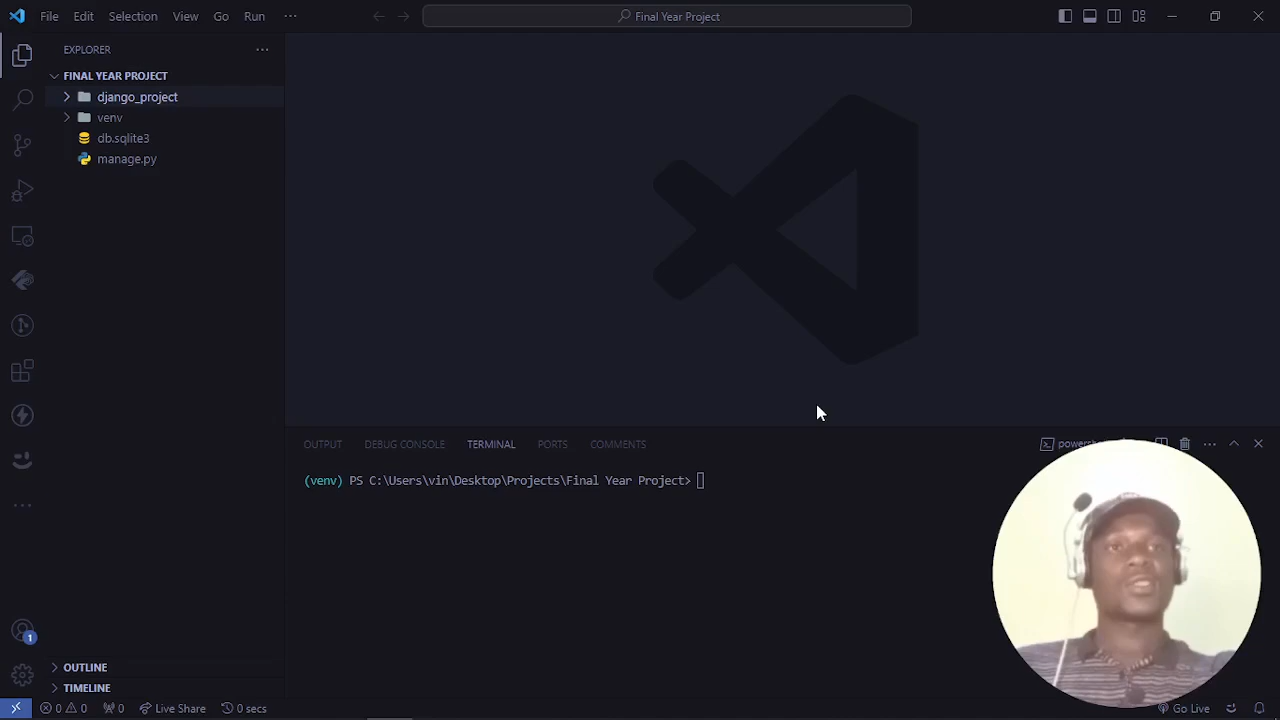 File Edit Selection View Go Run ···
Final Year Project
EXPLORER
FINAL YEAR PROJECT
django_project
venv
db.sqlite3
manage.py
OUTPUT DEBUG CONSOLE TERMINAL PORTS COMMENTS
(venv) PS C:\Users\vin\Desktop\Projects\Final Year Project>
1
OUTLINE
TIMELINE
0 0 0 Live Share 0 secs Go Live